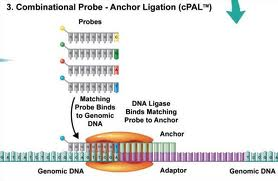 3. Combinational Probe - Anchor Ligation (cPAL™)
Probes
Matching
Probe Binds
to Genomic
DNA
DNA Ligase
Binds Matching
Probe to Anchor
Anchor
Genomic DNA
Adaptor
Genomic DNA